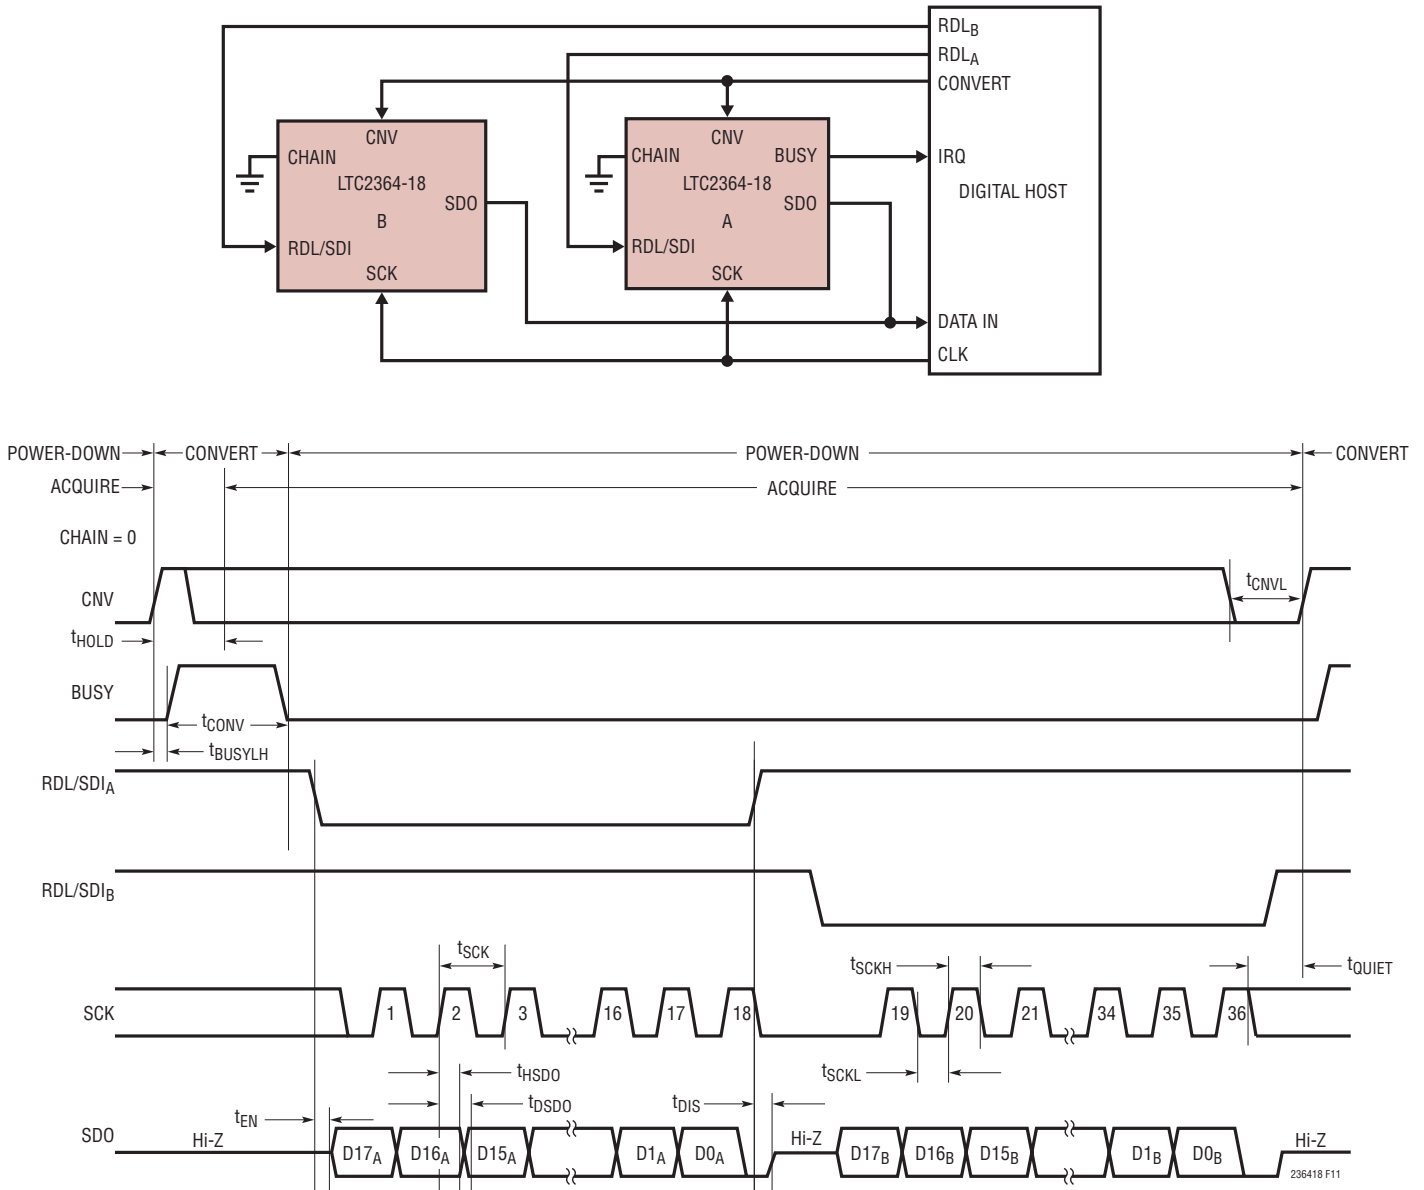 RDLB
RDLA
CONVERT
CNV
CNV
CHAIN
CHAIN
BUSY
IRQ
LTC2364-18
LTC2364-18
DIGITAL HOST
SDO
SDO
B
A
RDL/SDI
RDL/SDI
SCK
SCK
DATA IN
CLK
POWER-DOWN CONVERT POWER-DOWN CONVERT
ACQUIRE ACQUIRE
CHAIN = 0
CNV
tCNVL
tHOLD
BUSY
tCONV
tBUSYLH
RDL/SDIA
RDL/SDIB
tSCK
tSCKH
tQUIET
SCK 1 2 3 16 17 18 19 20 21 34 35 36
tHSDO
tSCKL
tEN
tDSDO
tDIS
SDO Hi-Z D17A D16A D15A D1A D0A Hi-Z D17B D16B D15B D1B D0B Hi-Z
236418 F11